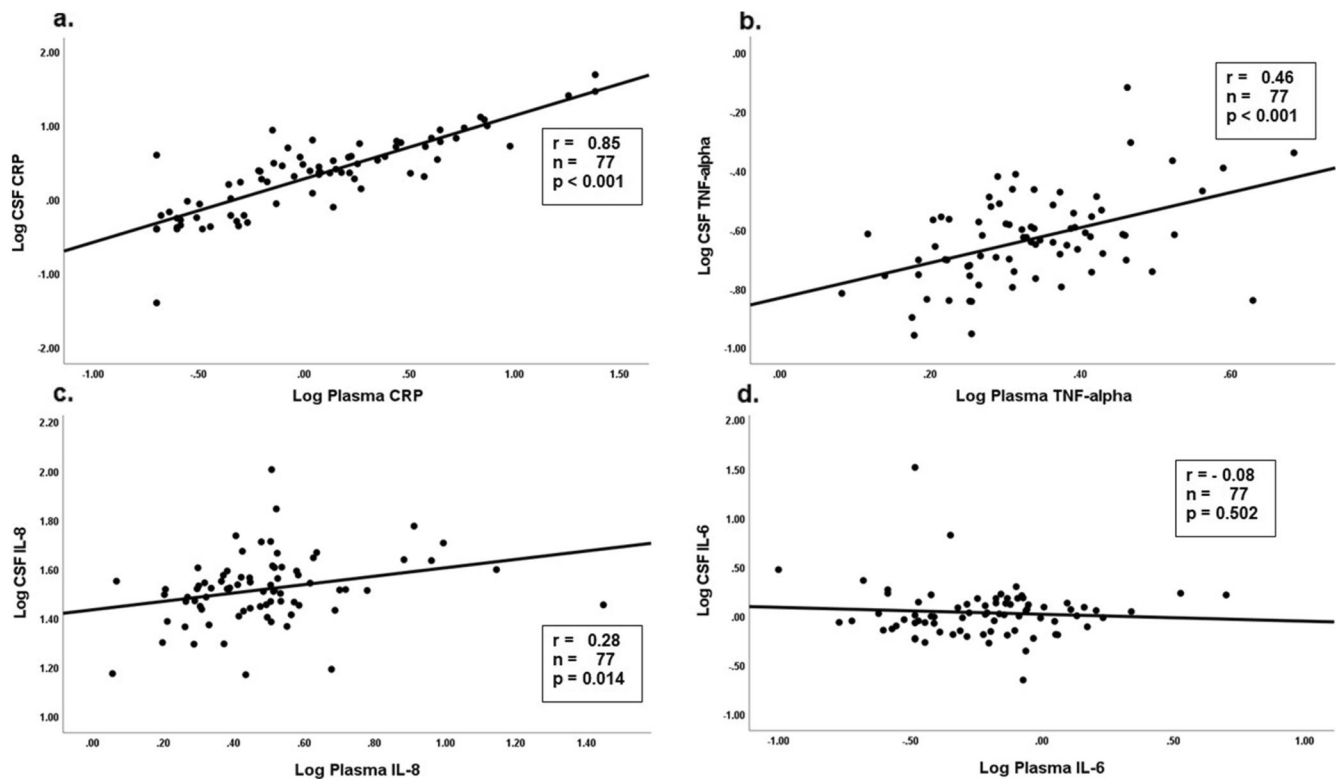 a.
2.00
1.00
.00
-1.00
-2.00
Log CSF CRP
r = 0.85
n = 77
p < 0.001
-1.00
-.50
.00
.50
1.00
1.50
Log Plasma CRP
b.
.00
-.20
-.40
-.60
-.80
-1.00
Log CSF TNF-alpha
r = 0.46
n = 77
p < 0.001
.00
.20
.40
.60
Log Plasma TNF-alpha
c.
2.20
2.00
1.80
1.60
1.40
1.20
1.00
Log CSF IL-8
r = 0.28
n = 77
p = 0.014
.00
.20
.40
.60
.80
1.00
1.20
1.40
Log Plasma IL-8
d.
2.00
1.50
1.00
.50
.00
-.50
-1.00
Log CSF IL-6
r = - 0.08
n = 77
p = 0.502
-1.00
-.50
.00
.50
1.00
Log Plasma IL-6